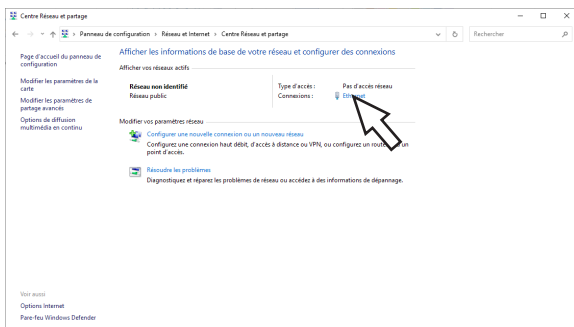 Centre Réseau et partage
Panneau de configuration › Réseau et Internet › Centre Réseau et partage
Rechercher
Page d'accueil du panneau de
configuration
Modifier les paramètres de la
carte
Modifier les paramètres de
partage avancés
Options de diffusion
multimédia en continu
Afficher les informations de base de votre réseau et configurer des connexions
Afficher vos réseaux actifs
Réseau non identifié
Réseau public
Type d'accès : Pas d'accès réseau
Connexions : Ethernet
Modifier vos paramètres réseau
Configurer une nouvelle connexion ou un nouveau réseau
Configurez une connexion haut débit, d'accès à distance ou VPN, ou configurez un un
point d'accès.
Résoudre les problèmes
Diagnostiquez et réparez les problèmes de réseau ou accédez à des informations de dépannage.
Voir aussi
Options Internet
Pare-feu Windows Defender